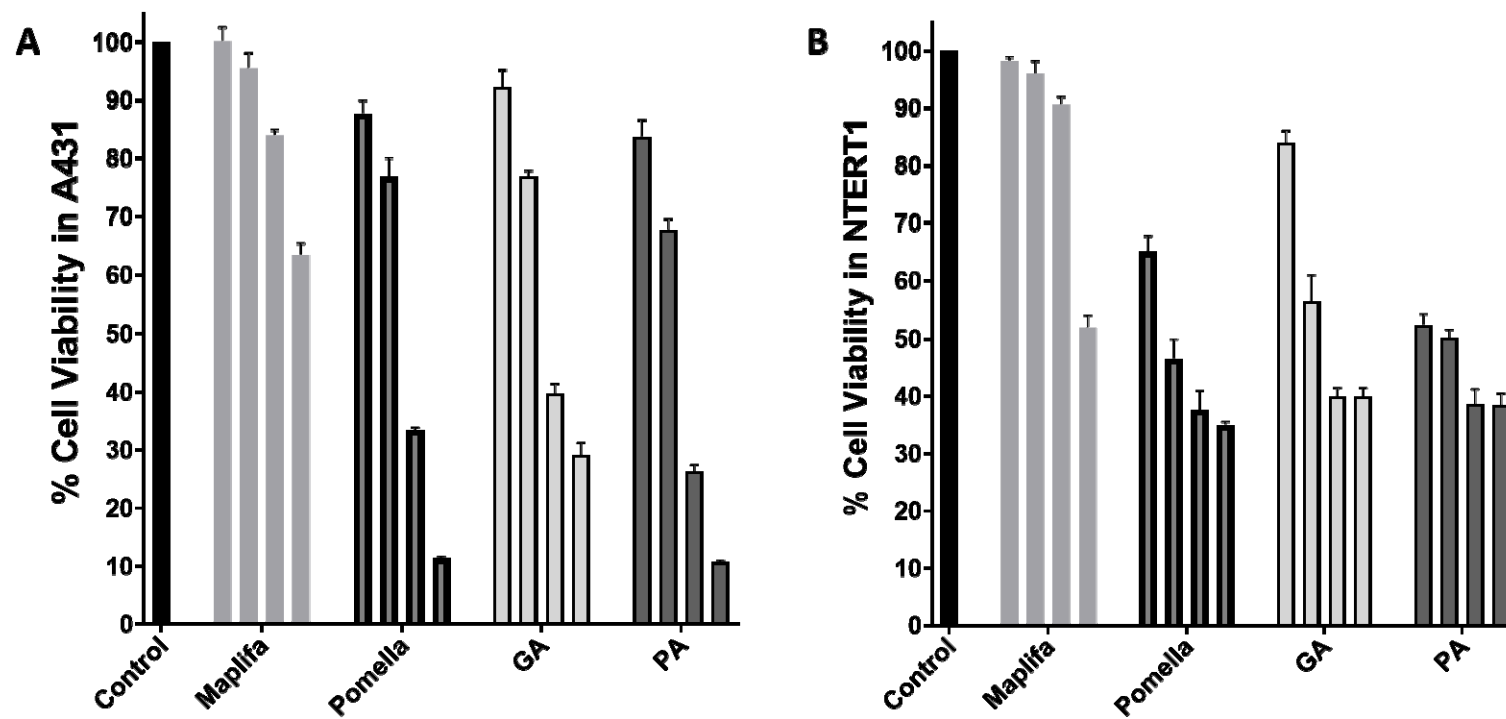 A
% Cell Viability in A431
100
90
80
70
60
50
40
30
20
10
0
Control
Maplifa
Pomella
GA
PA
B
% Cell Viability in NTERT1
100
90
80
70
60
50
40
30
20
10
0
Control
Maplifa
Pomella
GA
PA